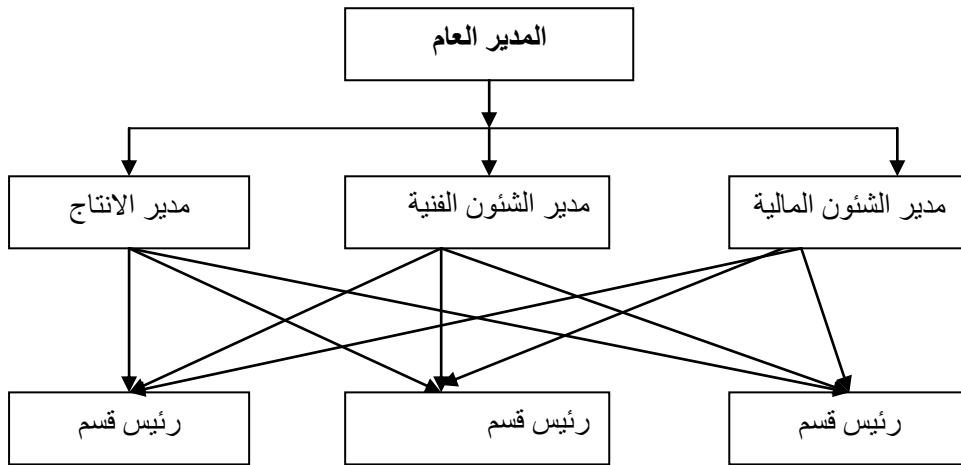 المدير العام
مدير الشئون المالية
مدير الشئون الفنية
مدير الانتاج
رئيس قسم
رئيس قسم
رئيس قسم